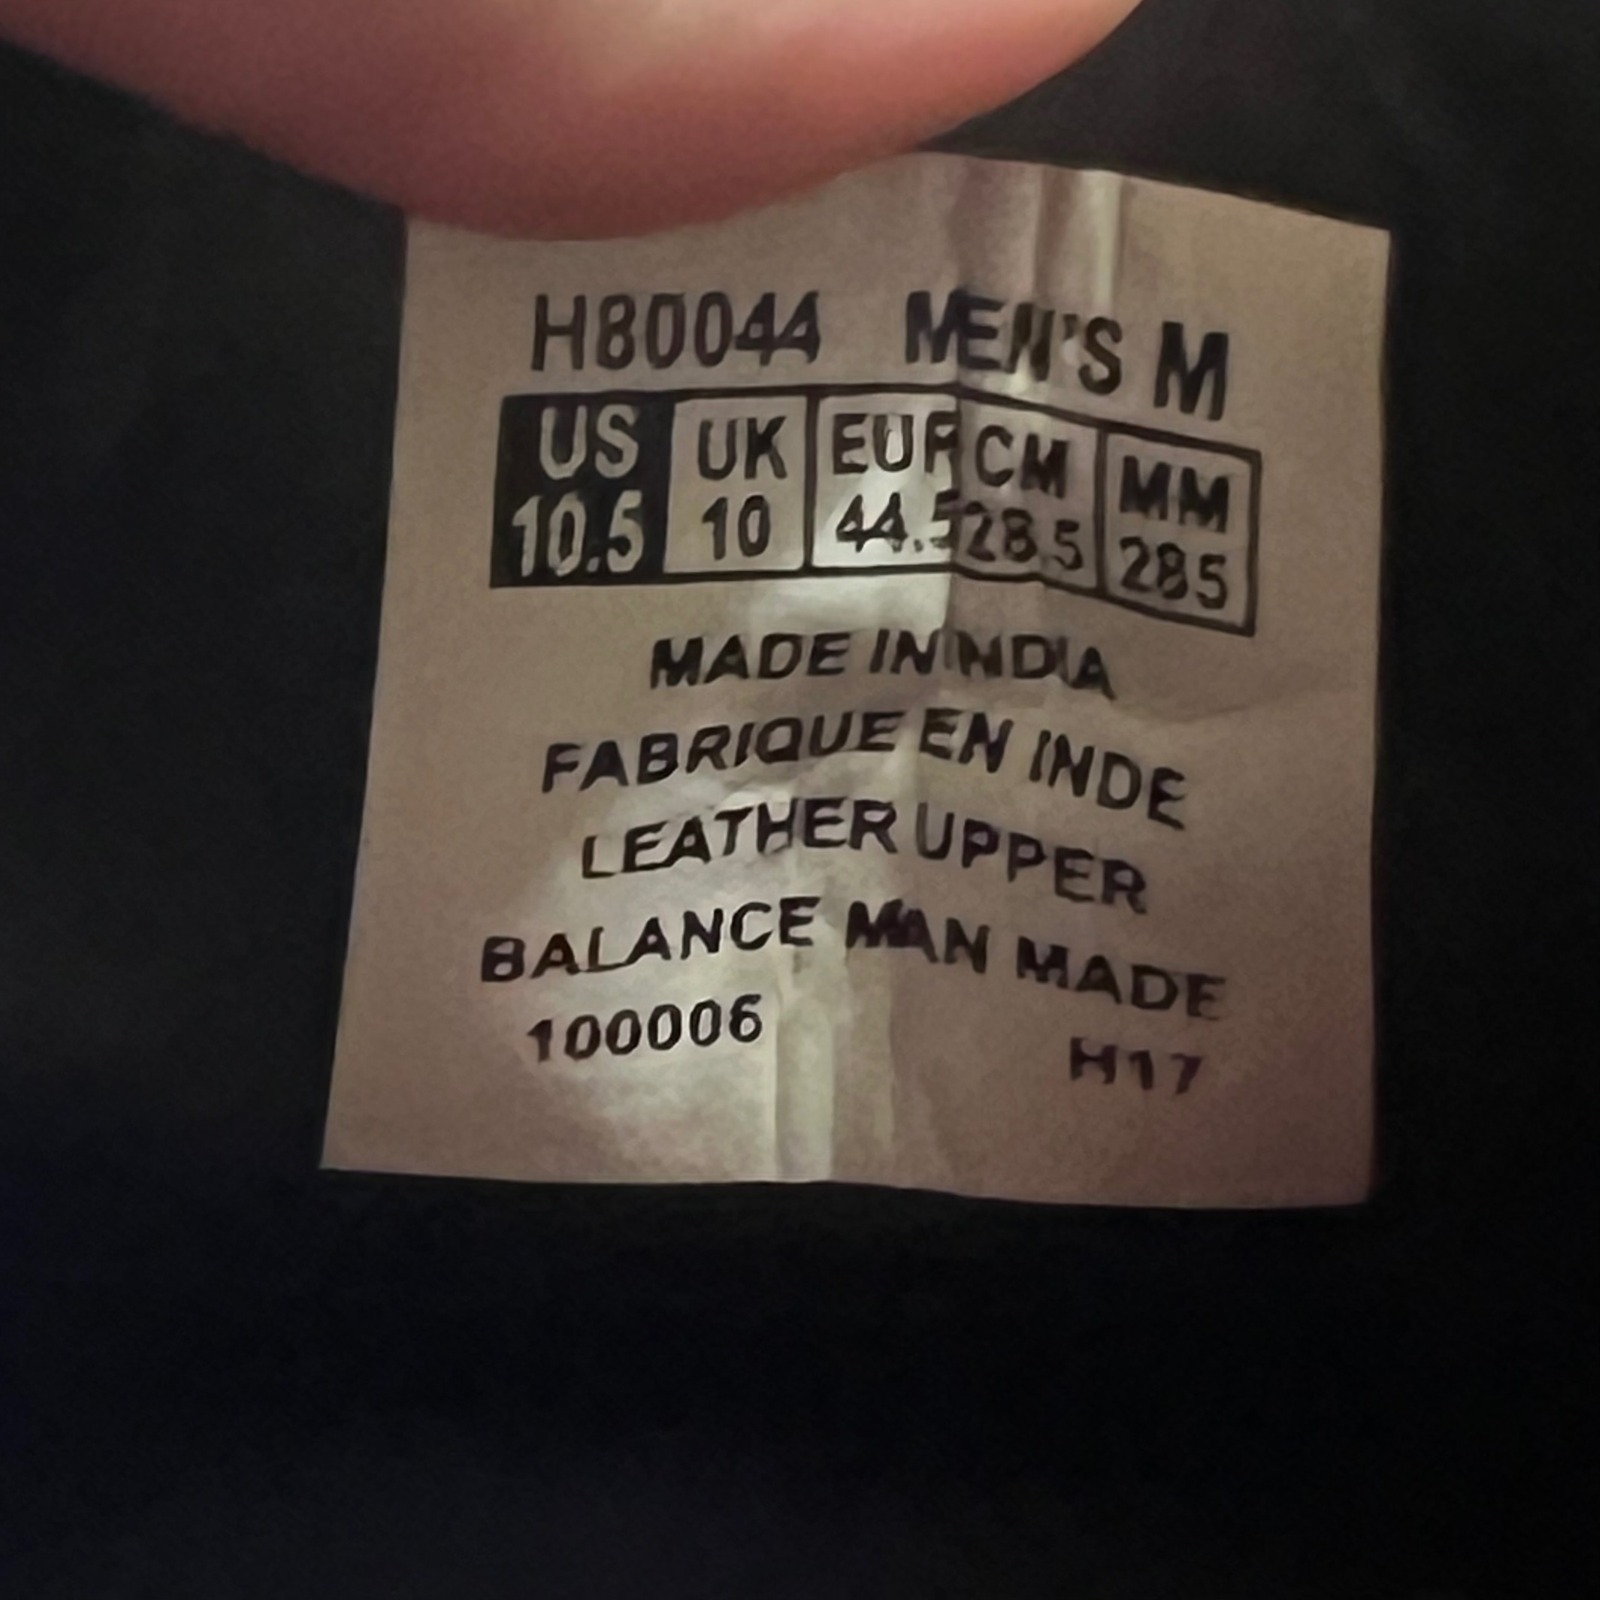 H80044 MEN'S M
US UK EUR CM MM
10.5 10 44.5 28.5 285
MADE IN INDIA
FABRIQUE EN INDE
LEATHER UPPER
BALANCE MAN MADE
100006 H17